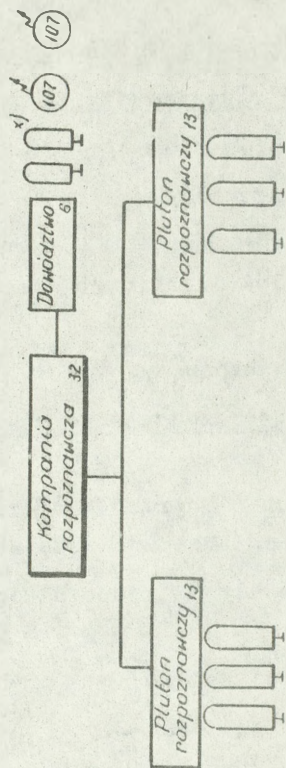 Kompania
rozpoznawcza
32
Dowództwo
6
x)
107
107
Pluton
rozpoznawczy 13
Pluton
rozpoznawczy 13